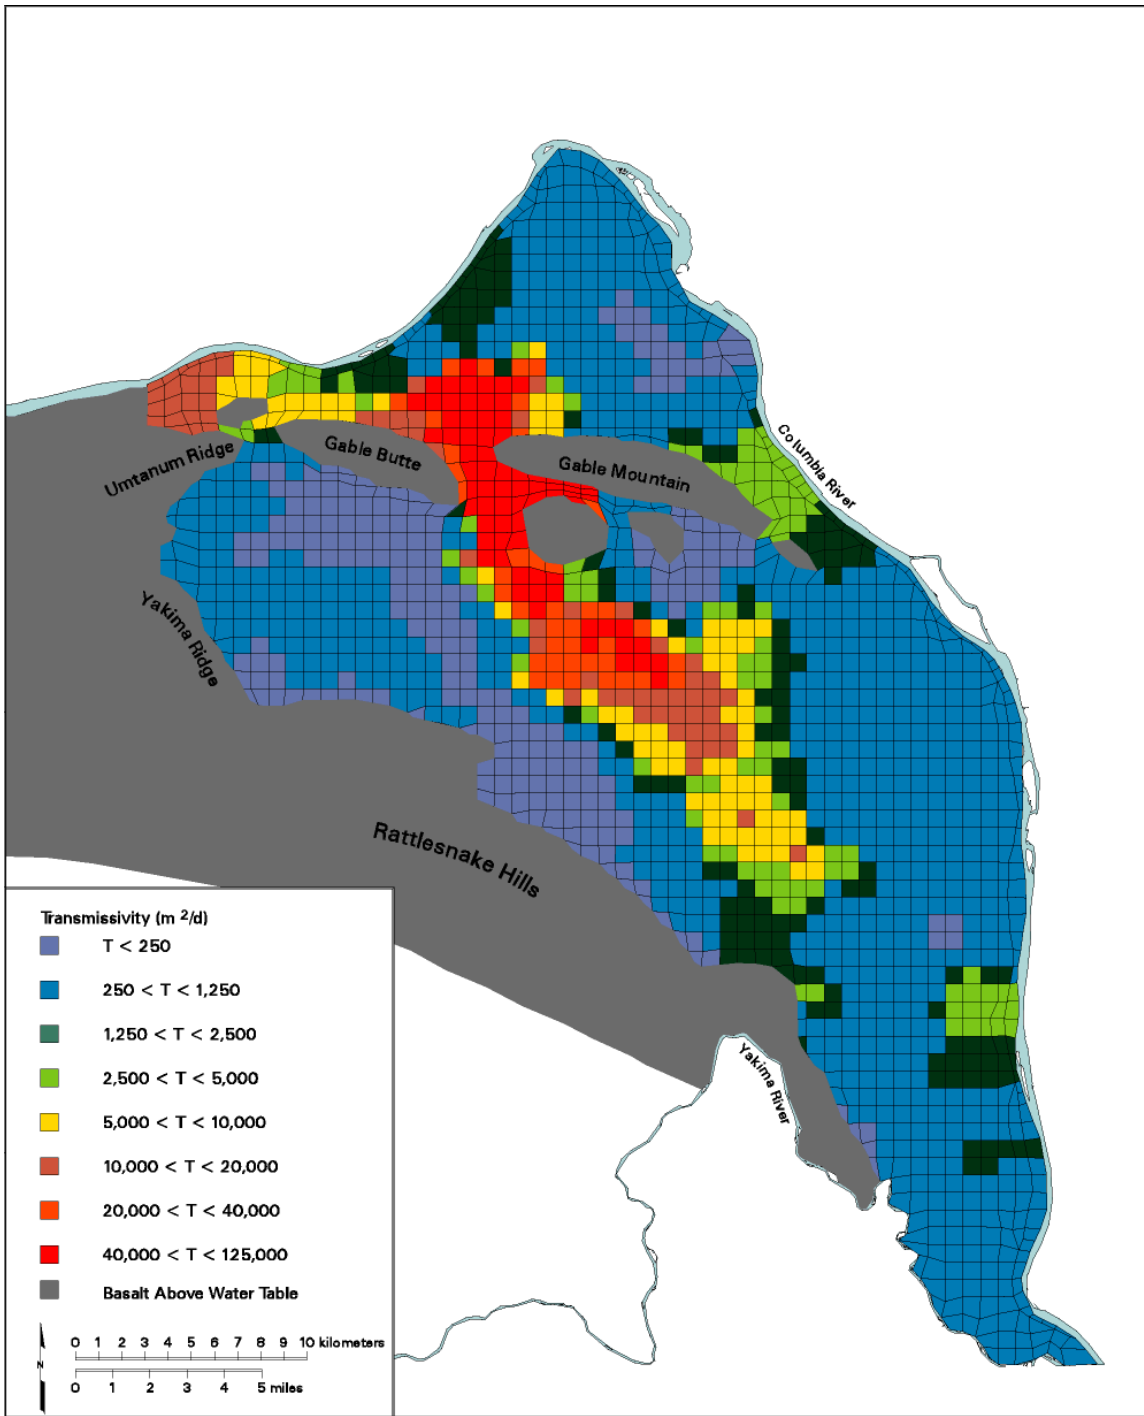 Columbia River
Umtanum Ridge
Gable Butte
Gable Mountain
Yakima Ridge
Rattlesnake Hills
Yakima River
Transmissivity (m 2/d)
T < 250
250 < T < 1,250
1,250 < T < 2,500
2,500 < T < 5,000
5,000 < T < 10,000
10,000 < T < 20,000
20,000 < T < 40,000
40,000 < T < 125,000
Basalt Above Water Table
0 1 2 3 4 5 6 7 8 9 10 kilometers
N
0 1 2 3 4 5 miles